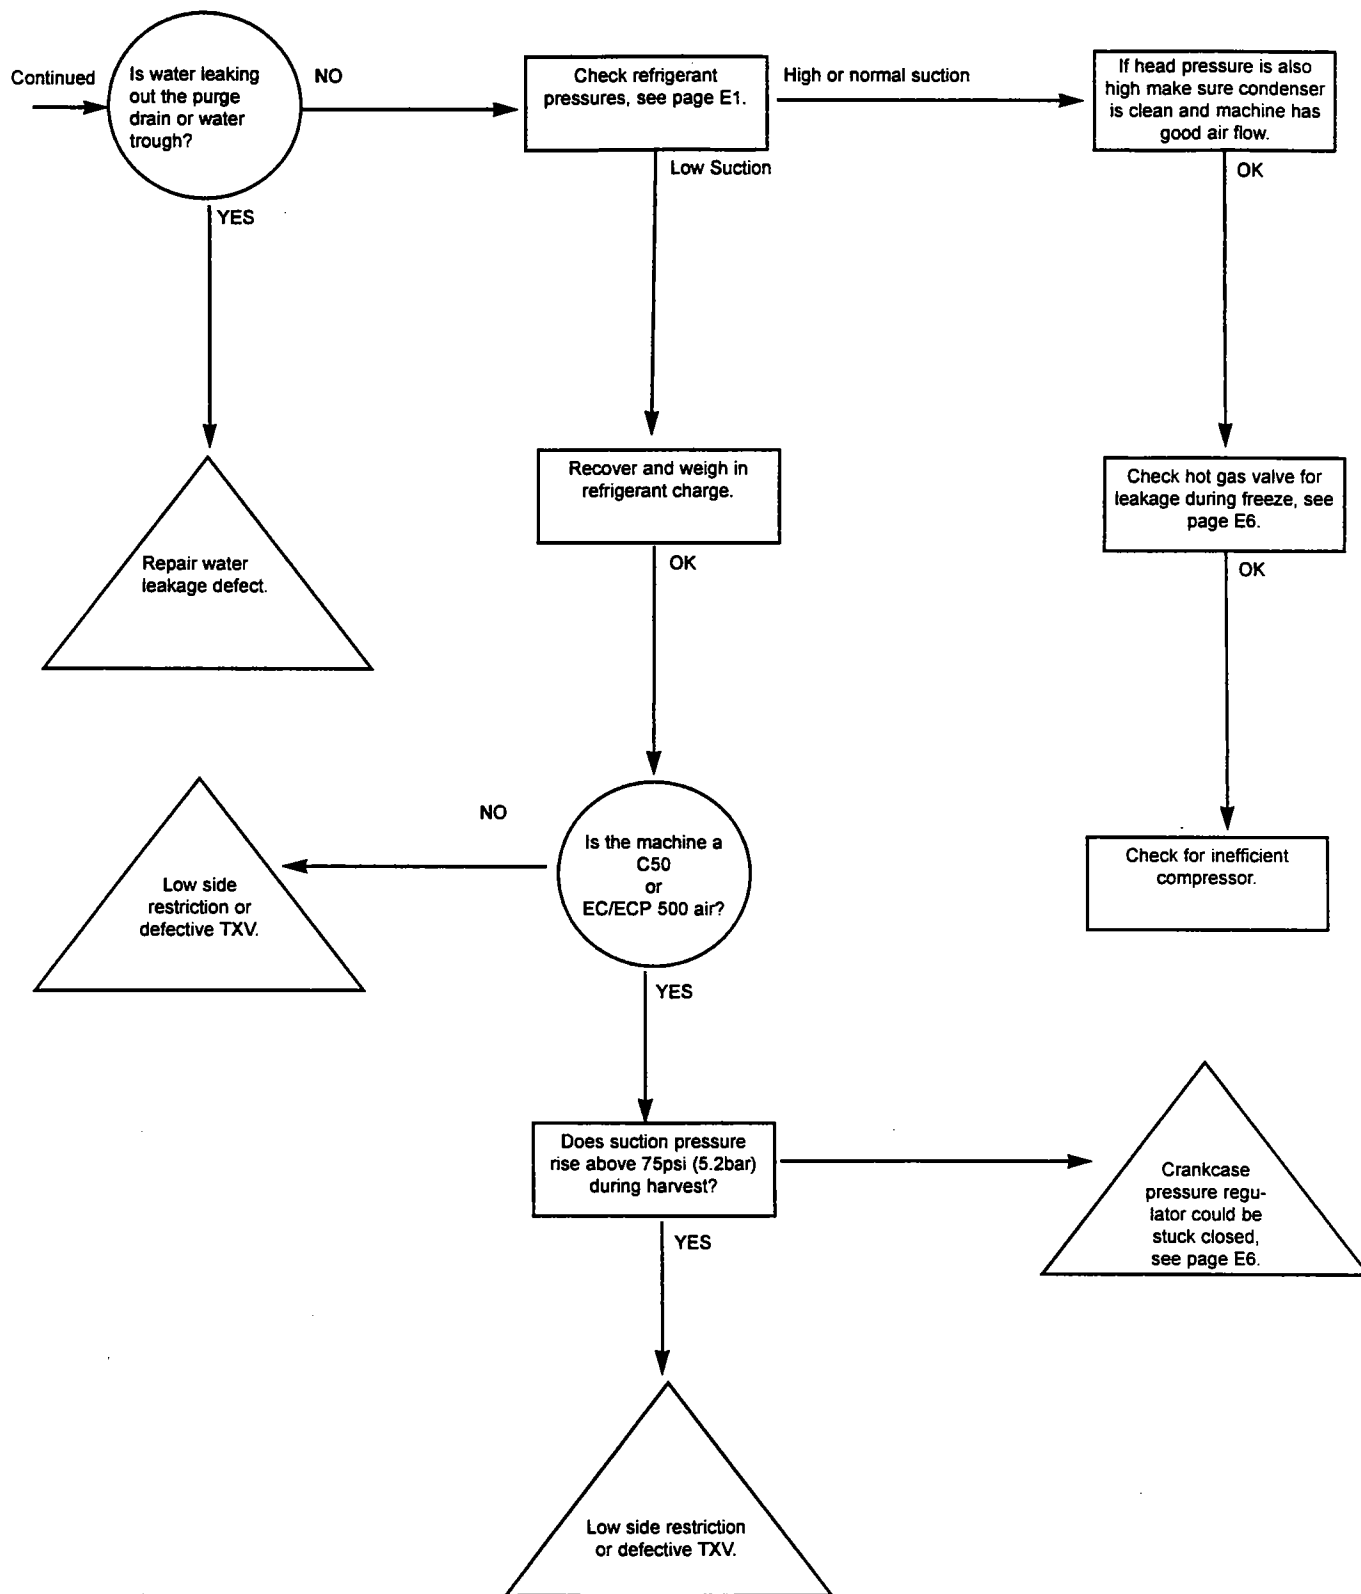 Continued
Is water leaking
out the purge
drain or water
trough?
NO
Check refrigerant
pressures, see page E1.
High or normal suction
If head pressure is also
high make sure condenser
is clean and machine has
good air flow.
YES
Low Suction
OK
Repair water
leakage defect.
Recover and weigh in
refrigerant charge.
OK
Check hot gas valve for
leakage during freeze, see
page E6.
OK
NO
Is the machine a
C50
or
EC/ECP 500 air?
Low side
restriction or
defective TXV.
Check for inefficient
compressor.
YES
Does suction pressure
rise above 75psi (5.2bar)
during harvest?
Crankcase
pressure regu-
lator could be
stuck closed,
see page E6.
YES
Low side restriction
or defective TXV.